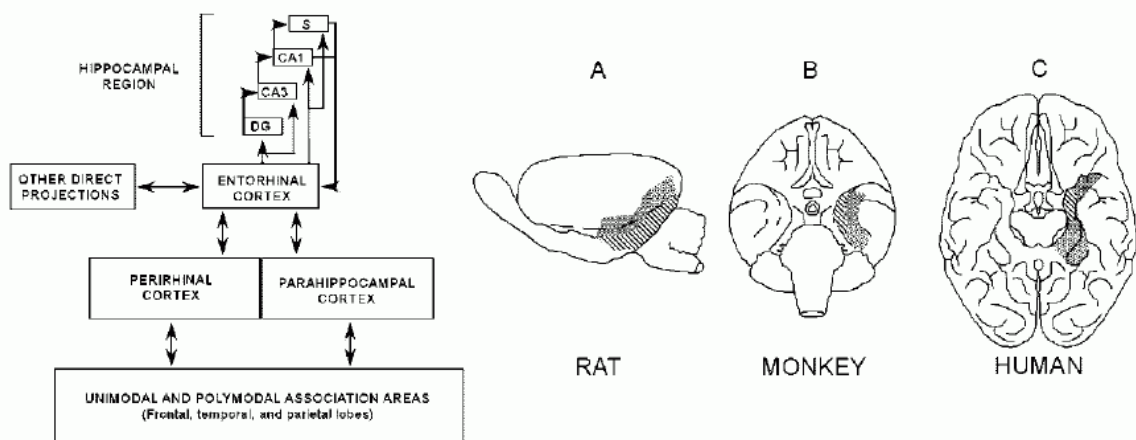 HIPPOCAMPAL
REGION
S
CA1
CA3
DG
OTHER DIRECT
PROJECTIONS
ENTORHINAL
CORTEX
PERIRHINAL
CORTEX
PARAHIPPOCAMPAL
CORTEX
UNIMODAL AND POLYMODAL ASSOCIATION AREAS
(Frontal, temporal, and parietal lobes)
A
B
C
RAT
MONKEY
HUMAN